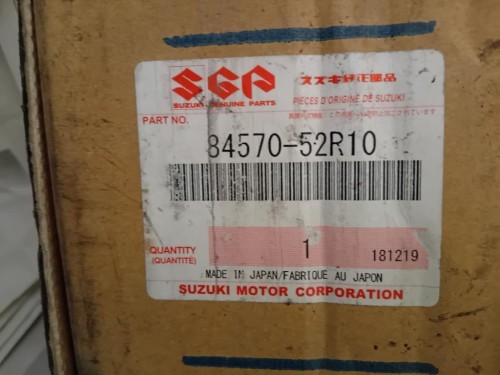 SGP
スズキ純正部品
SUZUKI GENUINE PARTS
PIECES D'ORIGINE DE SUZUKI
PART NO.
84570-52R10
QUANTITY
(QUANTITÉ)
1
181219
MADE IN JAPAN/FABRIQUE AU JAPON
SUZUKI MOTOR CORPORATION